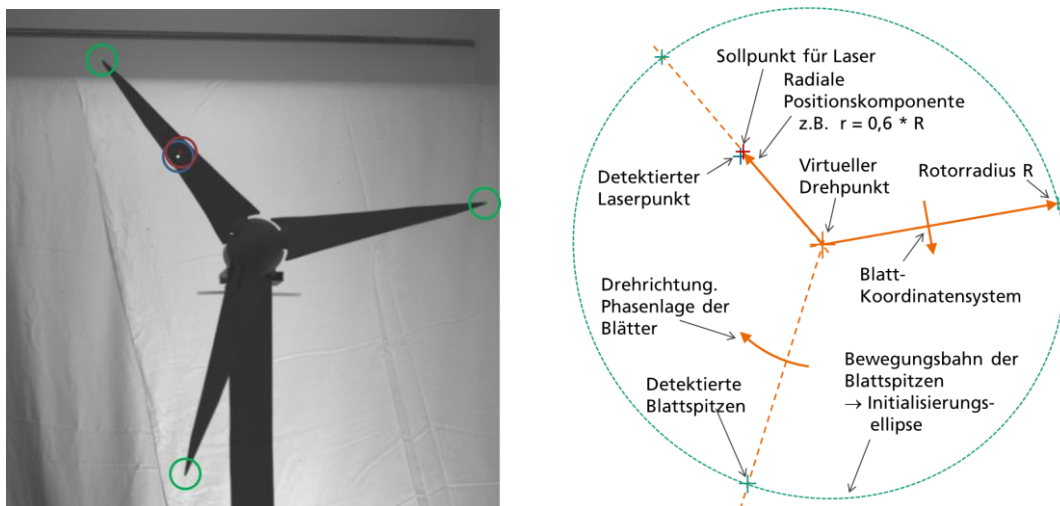 Sollpunkt für Laser
Radiale
Positionskomponente
z.B. r = 0,6 * R
Detektierter
Laserpunkt
Virtueller
Drehpunkt
Rotorradius R
Blatt-
Koordinatensystem
Drehrichtung.
Phasenlage der
Blätter
Detektierte
Blattspitzen
Bewegungsbahn der
Blattspitzen
→ Initialisierungs-
ellipse